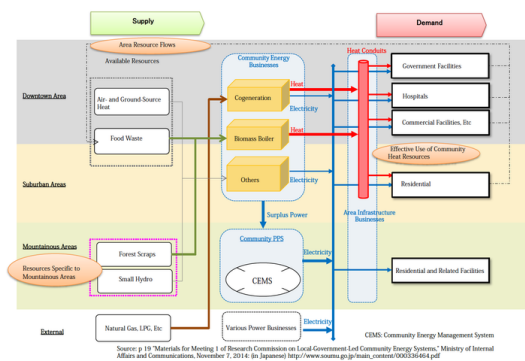 Supply
Demand
Area Resource Flows
Available Resources
Community Energy
Businesses
Heat Conduits
Government Facilities
Downtown Area
Air- and Ground-Source
Heat
Cogeneration
Heat
Electricity
Hospitals
Commercial Facilities, Etc
Food Waste
Biomass Boiler
Heat
Effective Use of Community
Heat Resources
Suburban Areas
Others
Electricity
Residential
Surplus Power
Area Infrastructure
Businesses
Mountainous Areas
Community PPS
Forest Scraps
Resources Specific to
Mountainous Areas
Small Hydro
CEMS
Electricity
Residential and Related Facilities
External
Natural Gas, LPG, Etc
Various Power Businesses
Electricity
CEMS: Community Energy Management System
Source: p 19 "Materials for Meeting 1 of Research Commission on Local-Government-Led Community Energy Systems," Ministry of Internal
Affairs and Communications, November 7, 2014: (in Japanese) http://www.soumu.go.jp/main_content/000336464.pdf